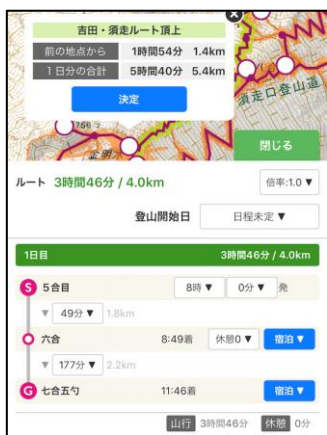 吉田・須走ルート頂上
前の地点から 1時間54分 1.4km
1日分の合計 5時間40分 5.4km
決定
須走口登山道
閉じる
ルート 3時間46分 / 4.0km 倍率:1.0 ▼
登山開始日 日程未定 ▼
1日目 3時間46分 / 4.0km
S 5合目 8時 ▼ 0分 ▼ 発
▼ 49分 ▼ 1.8km
六合 8:49着 休憩0 ▼ 宿泊 ▼
▼ 177分 ▼ 2.2km
G 七合五勺 11:46着 宿泊 ▼
山行 3時間46分 休憩 0分